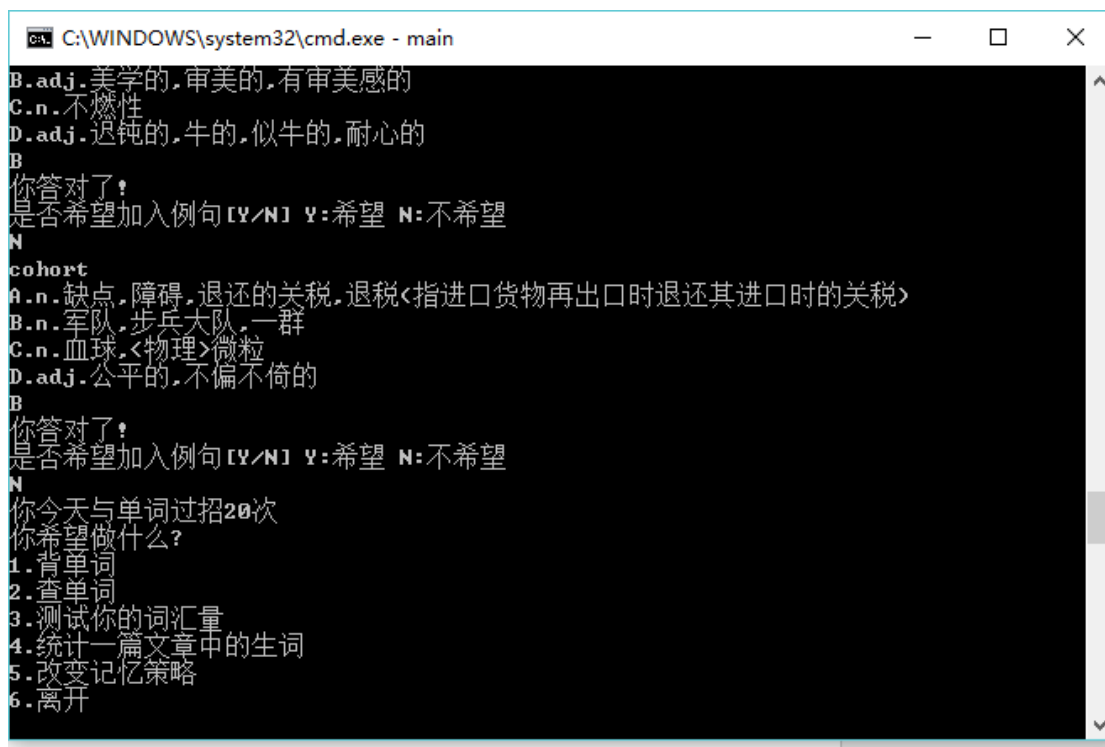 C:\WINDOWS\system32\cmd.exe - main
B.adj.美学的,审美的,有审美感的
C.n.不燃性
D.adj.迟钝的,牛的,似牛的,耐心的
B
你答对了!
是否希望加入例句[Y/N] Y:希望 N:不希望
N
cohort
A.n.缺点,障碍,退还的关税,退税<指进口货物再出口时退还其进口时的关税>
B.n.军队,步兵大队,一群
C.n.血球,<物理>微粒
D.adj.公平的,不偏不倚的
B
你答对了!
是否希望加入例句[Y/N] Y:希望 N:不希望
N
你今天与单词过招20次
你希望做什么?
1.背单词
2.查单词
3.测试你的词汇量
4.统计一篇文章中的生词
5.改变记忆策略
6.离开